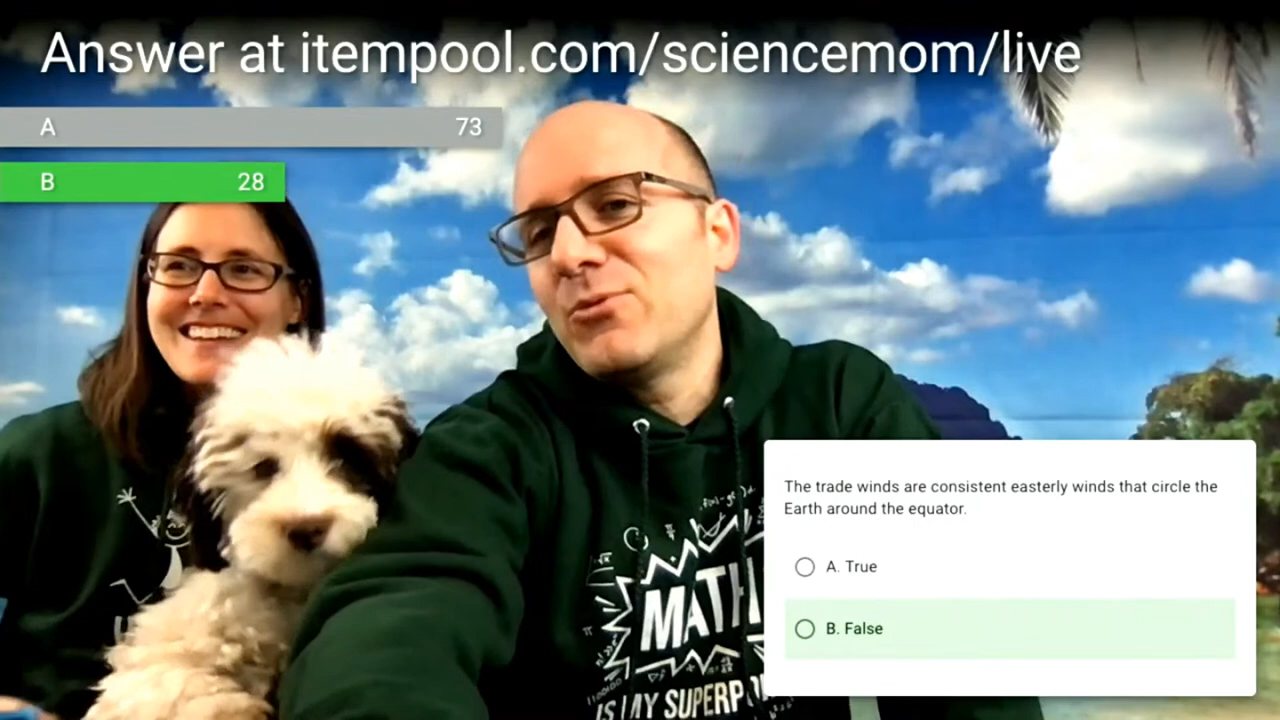 Answer at itempool.com/sciencemom/live
A 73
B 28
The trade winds are consistent easterly winds that circle the
Earth around the equator.
A. True
B. False
MATH
IS MY SUPERPO